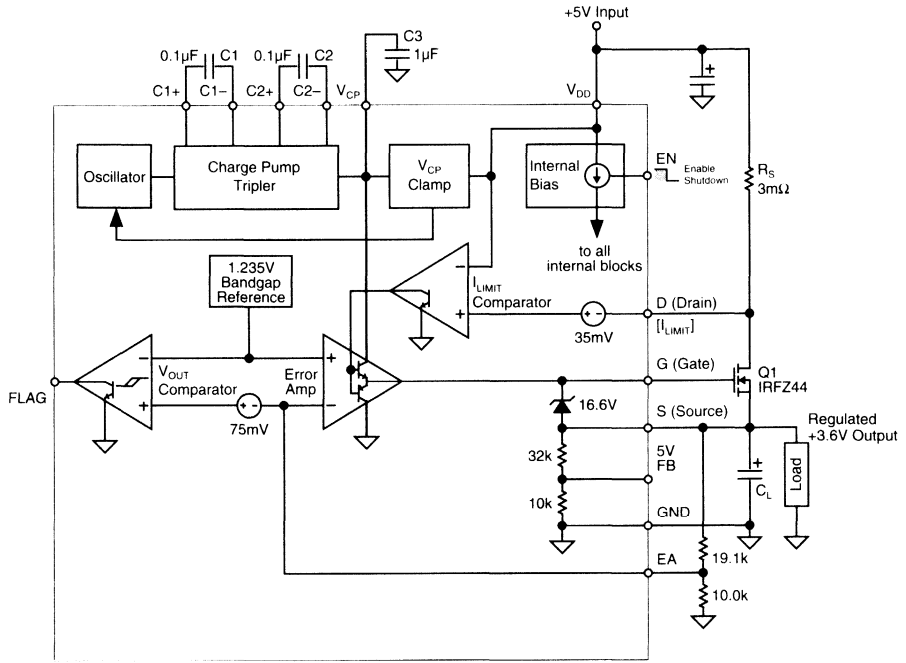 +5V Input
C3
1µF
0.1µF C1
0.1µF C2
C1+ C1– C2+ C2– VCP
VDD
+
Oscillator
Charge Pump
Tripler
VCP
Clamp
Internal
Bias
EN
Enable
Shutdown
RS
3mΩ
to all
internal blocks
1.235V
Bandgap
Reference
–
ILIMIT
Comparator
+
+ –
35mV
D (Drain)
[ILIMIT]
–
VOUT
Comparator
+
FLAG
+ –
75mV
+
Error
Amp
–
G (Gate)
Q1
IRFZ44
16.6V
S (Source)
Regulated
+3.6V Output
32k
5V
FB
10k
+
CL
Load
GND
19.1k
EA
10.0k